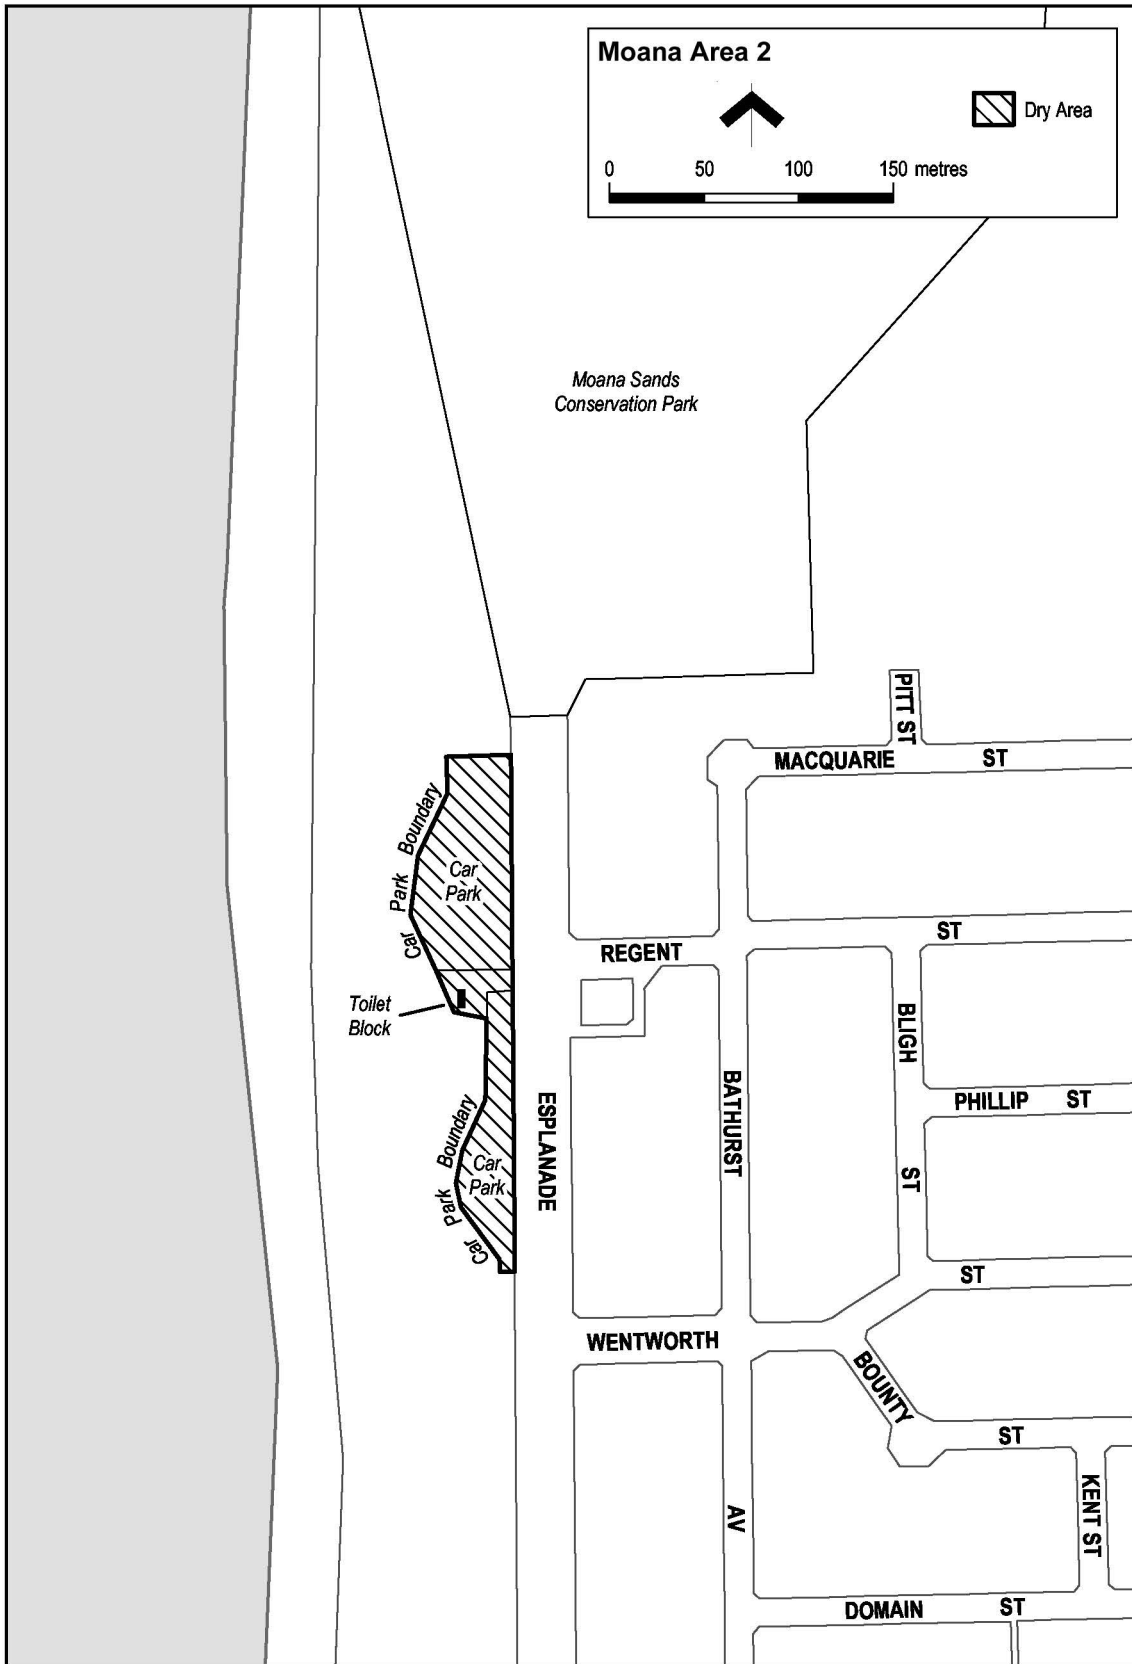 Moana Area 2
Dry Area
0 50 100 150 metres
Moana Sands
Conservation Park
PITT ST
MACQUARIE ST
Car Park Boundary
Car
Park
REGENT ST
Toilet
Block
BLIGH ST
ESPLANADE
BATHURST AV
PHILLIP ST
Car Park Boundary
Car
Park
WENTWORTH ST
BOUNTY ST
KENT ST
DOMAIN ST